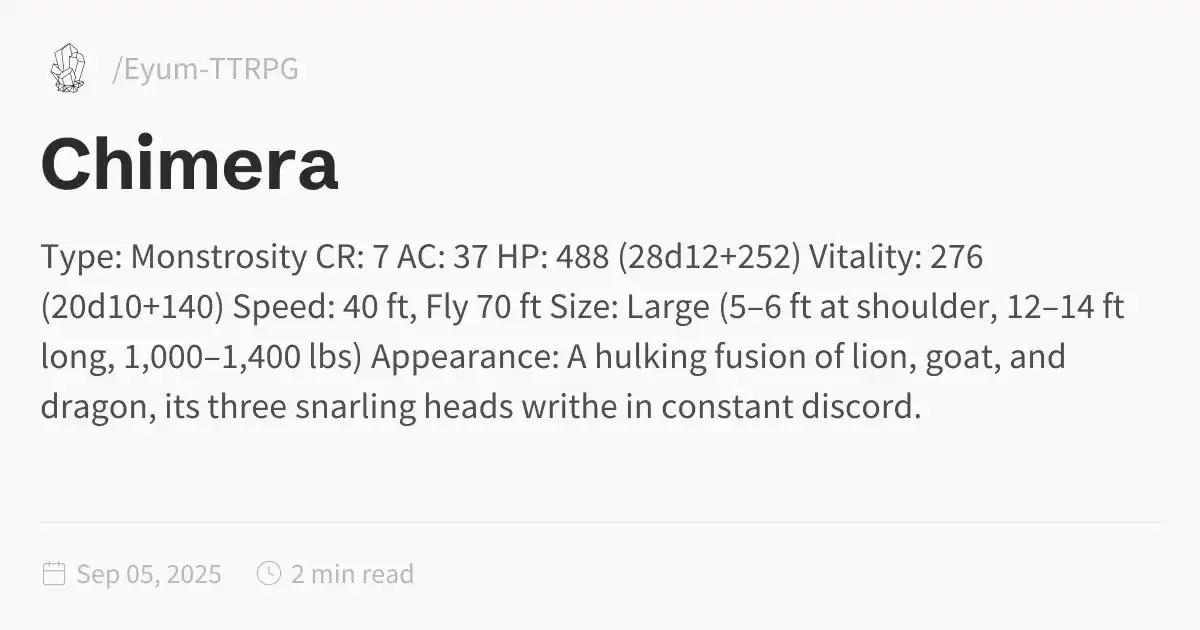 /Eyum-TTRPG
Chimera
Type: Monstrosity CR: 7 AC: 37 HP: 488 (28d12+252) Vitality: 276
(20d10+140) Speed: 40 ft, Fly 70 ft Size: Large (5–6 ft at shoulder, 12–14 ft
long, 1,000–1,400 lbs) Appearance: A hulking fusion of lion, goat, and
dragon, its three snarling heads writhe in constant discord.
Sep 05, 2025 2 min read